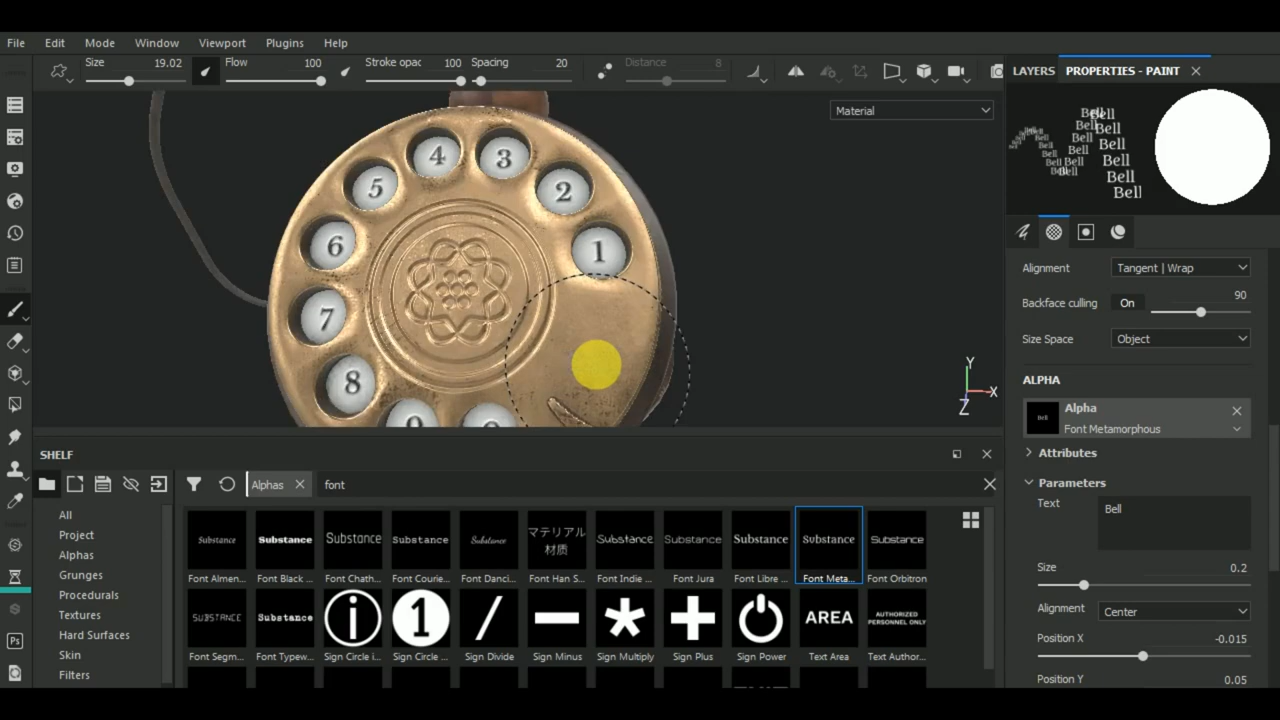 File Edit Mode Window Viewport Plugins Help
Size 19.02 Flow 100 Stroke opac 100 Spacing 20 Distance 8
LAYERS PROPERTIES - PAINT
Material
Bell
4 3
5 2
6 1
7
8
Y
X
Z
Alignment Tangent | Wrap
Backface culling On 90
Size Space Object
ALPHA
Alpha
Font Metamorphous
Attributes
Parameters
Text Bell
Size 0.2
Alignment Center
Position X -0.015
Position Y 0.05
SHELF
Alphas font
All
Project
Alphas
Grunges
Procedurals
Textures
Hard Surfaces
Skin
Filters
Substance Substance Substance Substance Substance マテリアル 材质 Substance Substance Substance Substance Substance
Font Almen... Font Black ... Font Chath... Font Courie... Font Danci... Font Han S... Font Indie ... Font Jura Font Libre ... Font Meta... Font Orbitron
SUBSTANCE Substance i 1 / AREA AUTHORIZED PERSONNEL ONLY
Font Segm... Font Typew... Sign Circle i... Sign Circle ... Sign Divide Sign Minus Sign Multiply Sign Plus Sign Power Text Area Text Author...
Ps